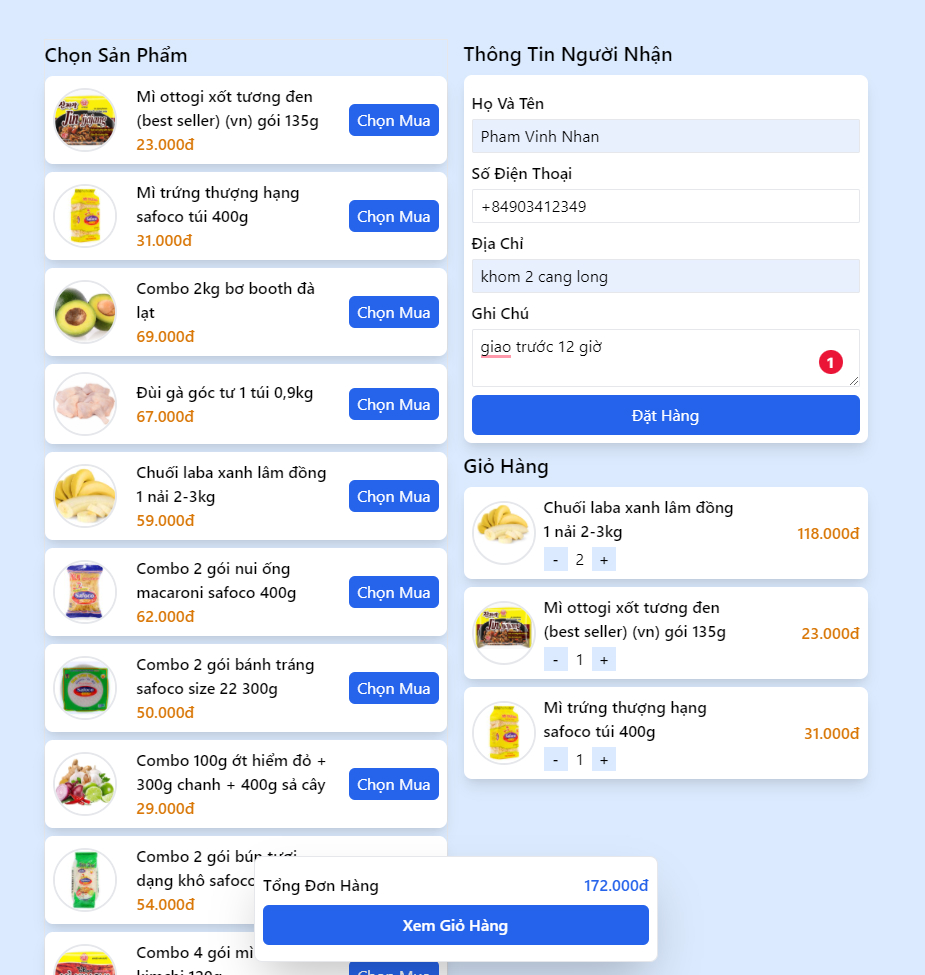 Chọn Sản Phẩm
Mì ottogi xốt tương đen
(best seller) (vn) gói 135g
23.000đ
Chọn Mua
Mì trứng thượng hạng
safoco túi 400g
31.000đ
Chọn Mua
Combo 2kg bơ booth đà
lạt
69.000đ
Chọn Mua
Đùi gà góc tư 1 túi 0,9kg
67.000đ
Chọn Mua
Chuối laba xanh lâm đồng
1 nải 2-3kg
59.000đ
Chọn Mua
Combo 2 gói nui ống
macaroni safoco 400g
62.000đ
Chọn Mua
Combo 2 gói bánh tráng
safoco size 22 300g
50.000đ
Chọn Mua
Combo 100g ớt hiểm đỏ +
300g chanh + 400g sả cây
29.000đ
Chọn Mua
Combo 2 gói bún tươi
dạng khô safoco
54.000đ
Combo 4 gói mì
kimchi 120g
Chọn Mua
Thông Tin Người Nhận
Họ Và Tên
Pham Vinh Nhan
Số Điện Thoại
+84903412349
Địa Chỉ
khom 2 cang long
Ghi Chú
giao trước 12 giờ
1
Đặt Hàng
Giỏ Hàng
Chuối laba xanh lâm đồng
1 nải 2-3kg
- 2 +
118.000đ
Mì ottogi xốt tương đen
(best seller) (vn) gói 135g
- 1 +
23.000đ
Mì trứng thượng hạng
safoco túi 400g
- 1 +
31.000đ
Tổng Đơn Hàng
172.000đ
Xem Giỏ Hàng